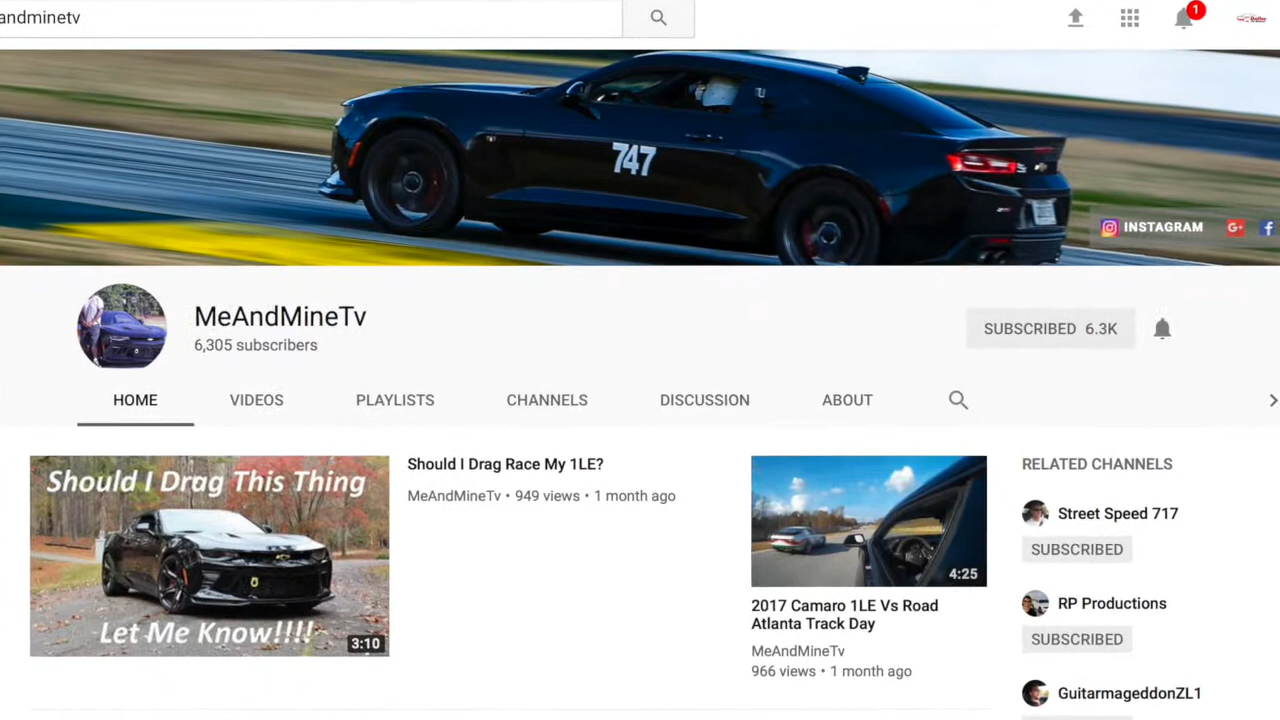 andminetv
1
747
INSTAGRAM
MeAndMineTv
6,305 subscribers
SUBSCRIBED 6.3K
HOME
VIDEOS
PLAYLISTS
CHANNELS
DISCUSSION
ABOUT
Should I Drag This Thing
Let Me Know!!!!
3:10
Should I Drag Race My 1LE?
MeAndMineTv • 949 views • 1 month ago
4:25
2017 Camaro 1LE Vs Road
Atlanta Track Day
MeAndMineTv
966 views • 1 month ago
RELATED CHANNELS
Street Speed 717
SUBSCRIBED
RP Productions
SUBSCRIBED
GuitarmageddonZL1